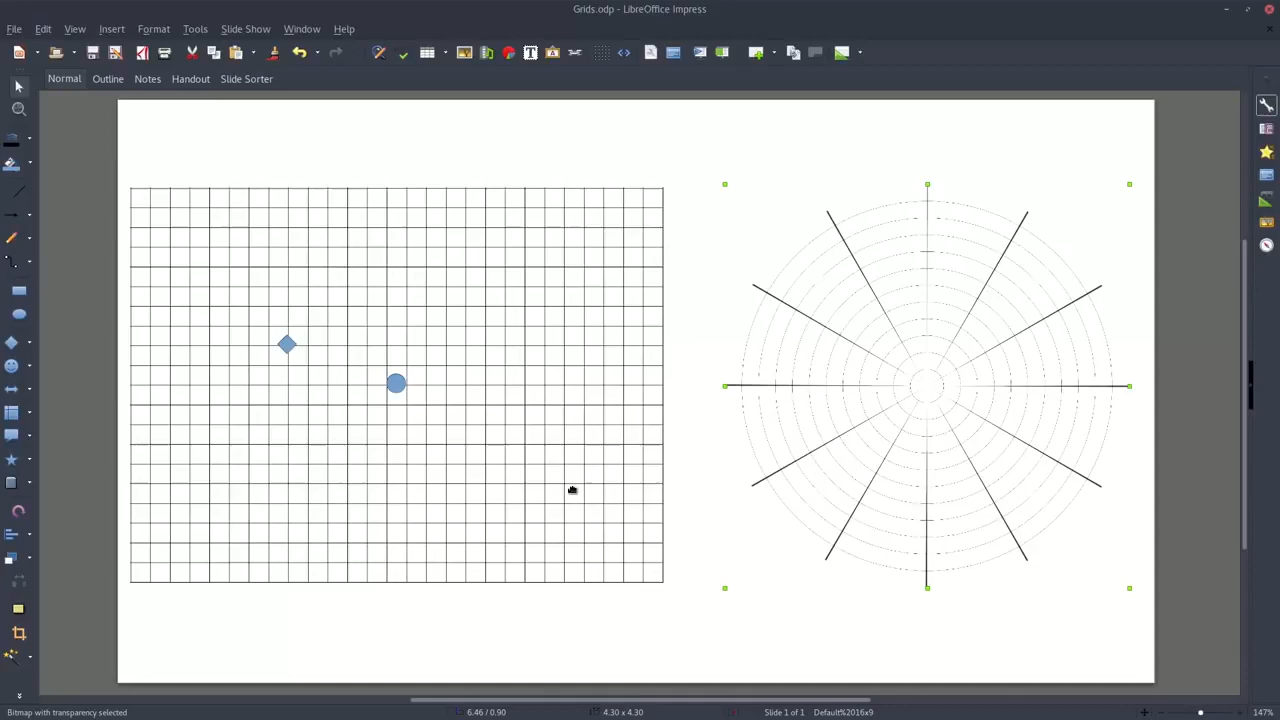 Grids.odp - LibreOffice Impress
File Edit View Insert Format Tools Slide Show Window Help
Normal Outline Notes Handout Slide Sorter
Bitmap with transparency selected 6.46 / 0.90 4.30 x 4.30 Slide 1 of 1 Default%2016x9 147%